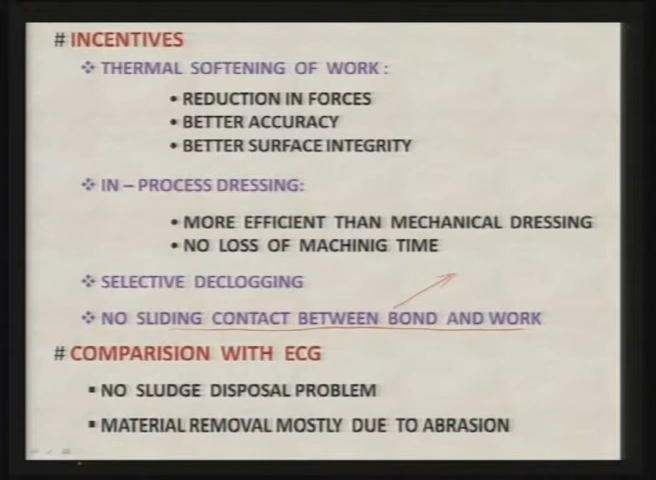 # INCENTIVES
❖ THERMAL SOFTENING OF WORK :
• REDUCTION IN FORCES
• BETTER ACCURACY
• BETTER SURFACE INTEGRITY
❖ IN – PROCESS DRESSING:
• MORE EFFICIENT THAN MECHANICAL DRESSING
• NO LOSS OF MACHINIG TIME
❖ SELECTIVE DECLOGGING
❖ NO SLIDING CONTACT BETWEEN BOND AND WORK
# COMPARISION WITH ECG
▪ NO SLUDGE DISPOSAL PROBLEM
▪ MATERIAL REMOVAL MOSTLY DUE TO ABRASION